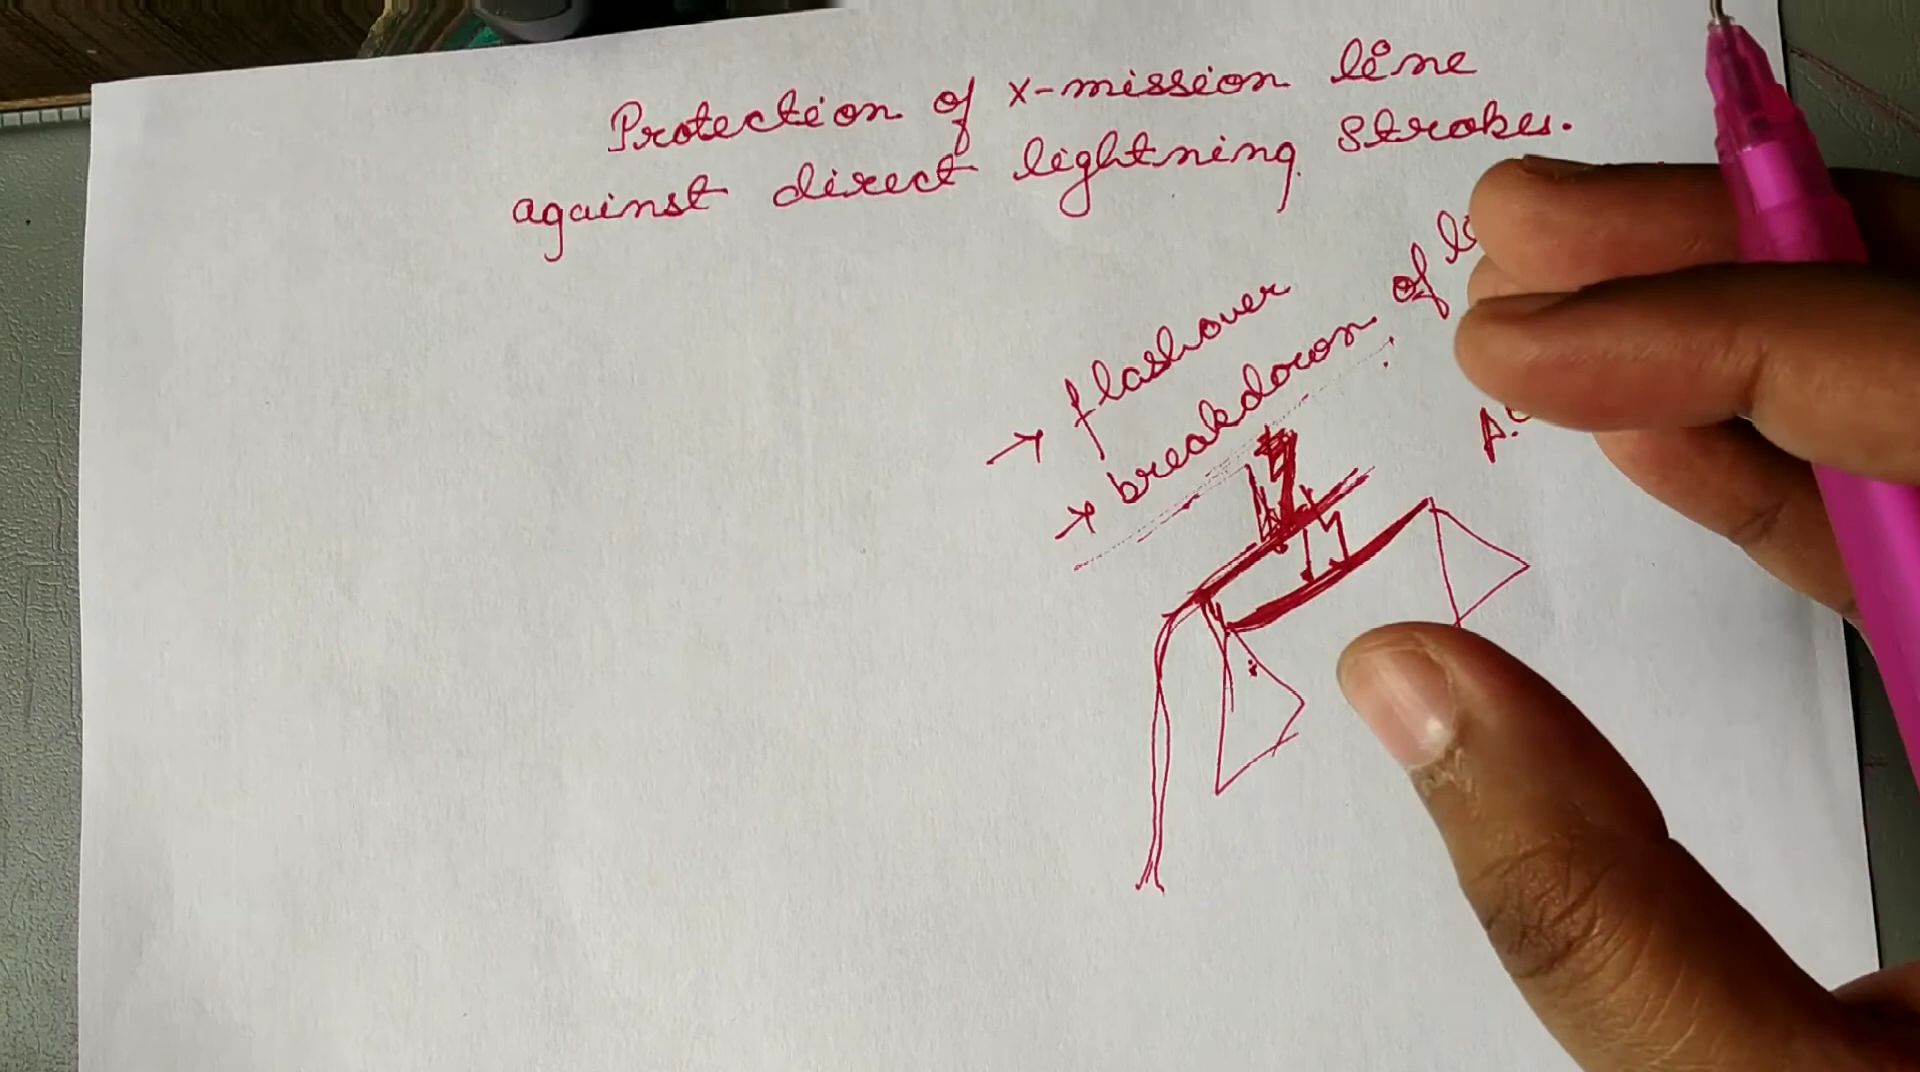 Protection of x-mission line
against direct lightning strokes.
→ flashover
→ breakdown of